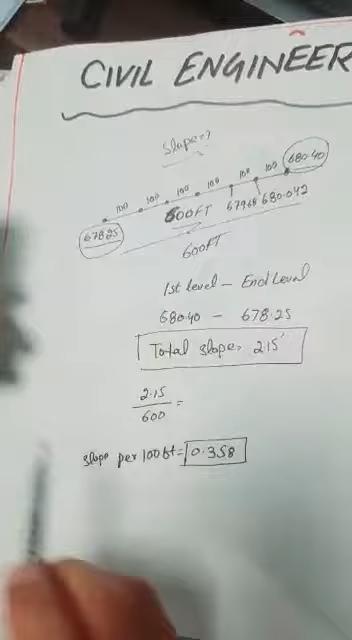 CIVIL ENGINEER
Slope=?
680.40
100 100 100 100 100 100
678.25 600FT 679.68 680.042
600FT
1st level - End Level
680.40 - 678.25
Total slope= 2.15'
2.15
600 =
slope per 100ft= 0.358